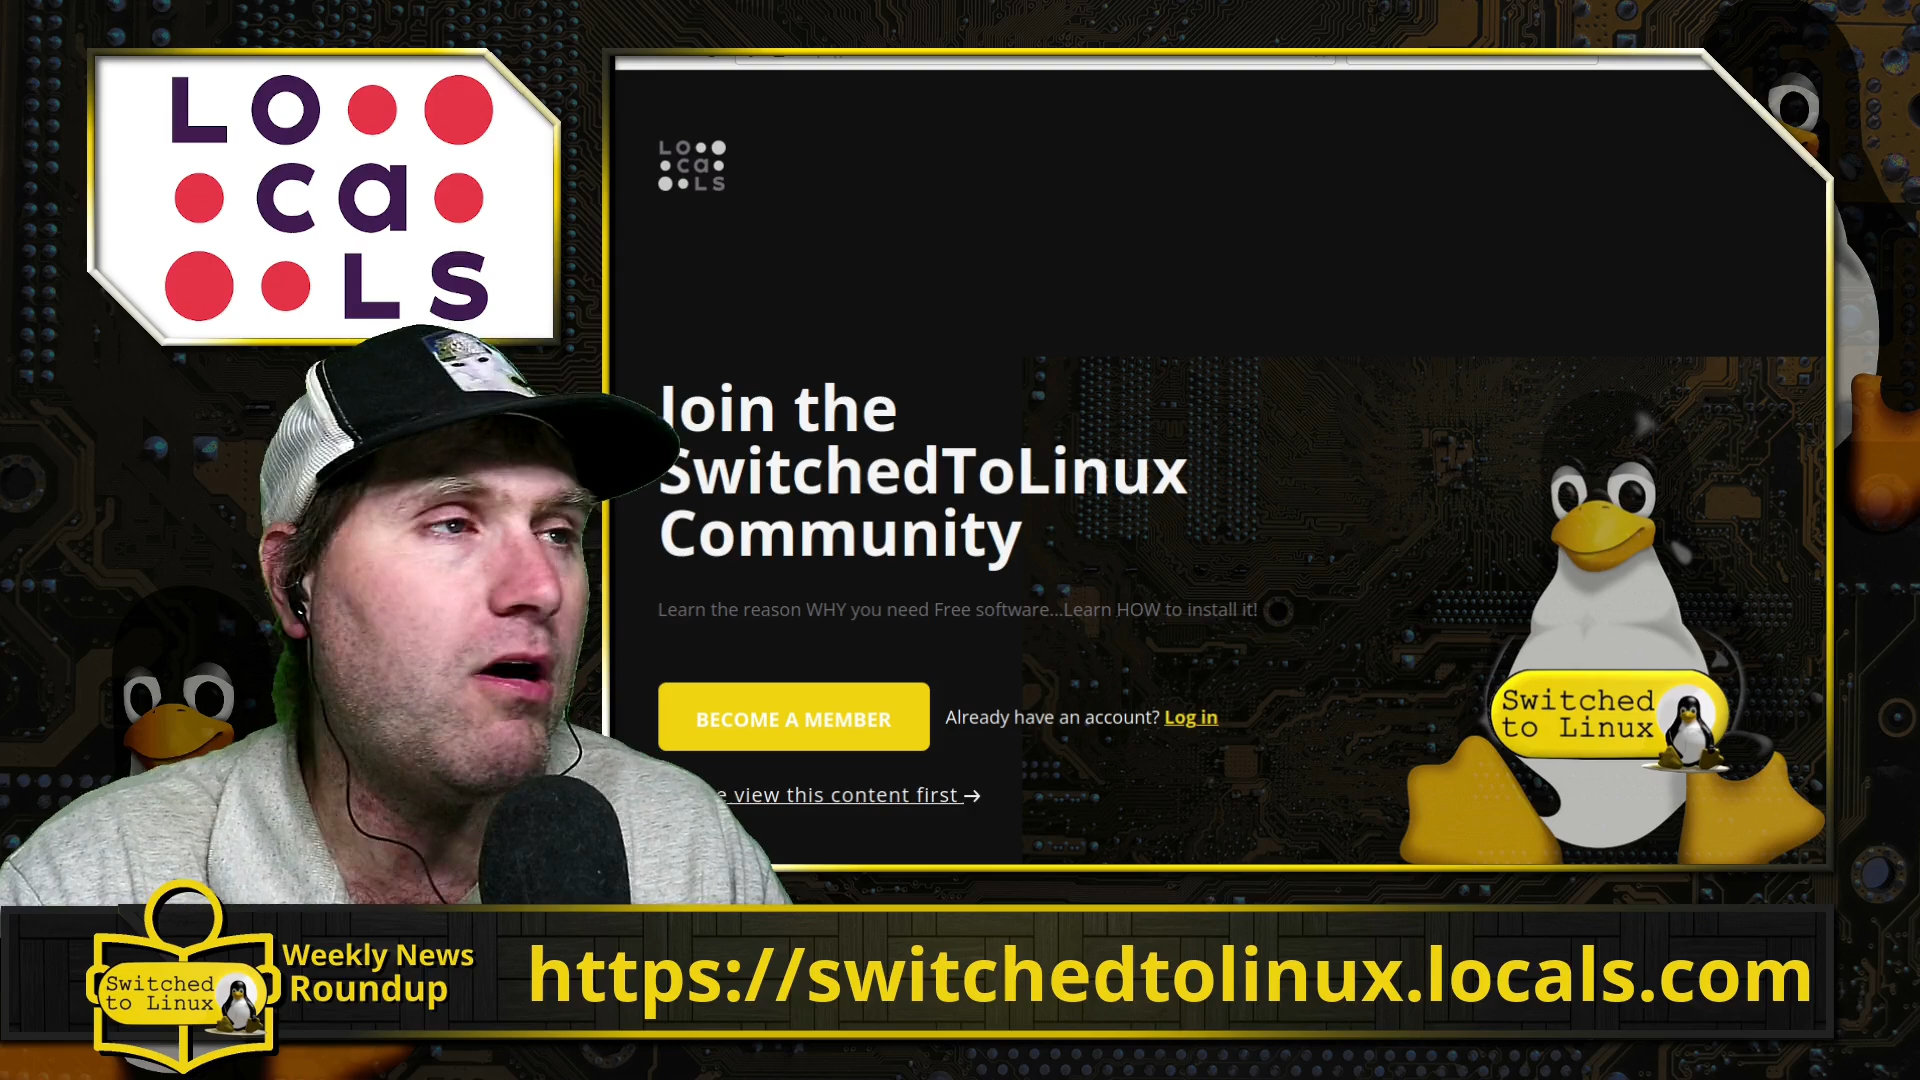 LO
ca
LS
LO
ca
LS
Join the
SwitchedToLinux
Community
Learn the reason WHY you need Free software...Learn HOW to install it!
BECOME A MEMBER
Already have an account? Log in
view this content first →
Switched
to Linux
Switched
to Linux
Weekly News
Roundup
https://switchedtolinux.locals.com